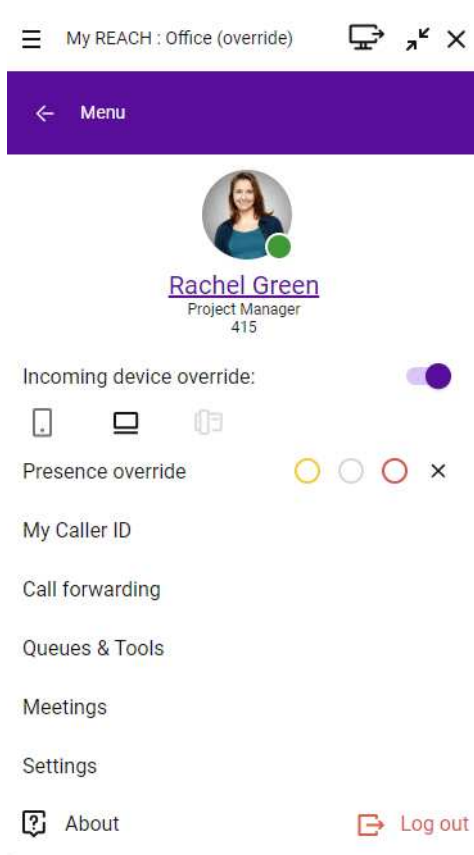 My REACH : Office (override)
Menu
Rachel Green
Project Manager
415
Incoming device override:
Presence override
My Caller ID
Call forwarding
Queues & Tools
Meetings
Settings
About
Log out